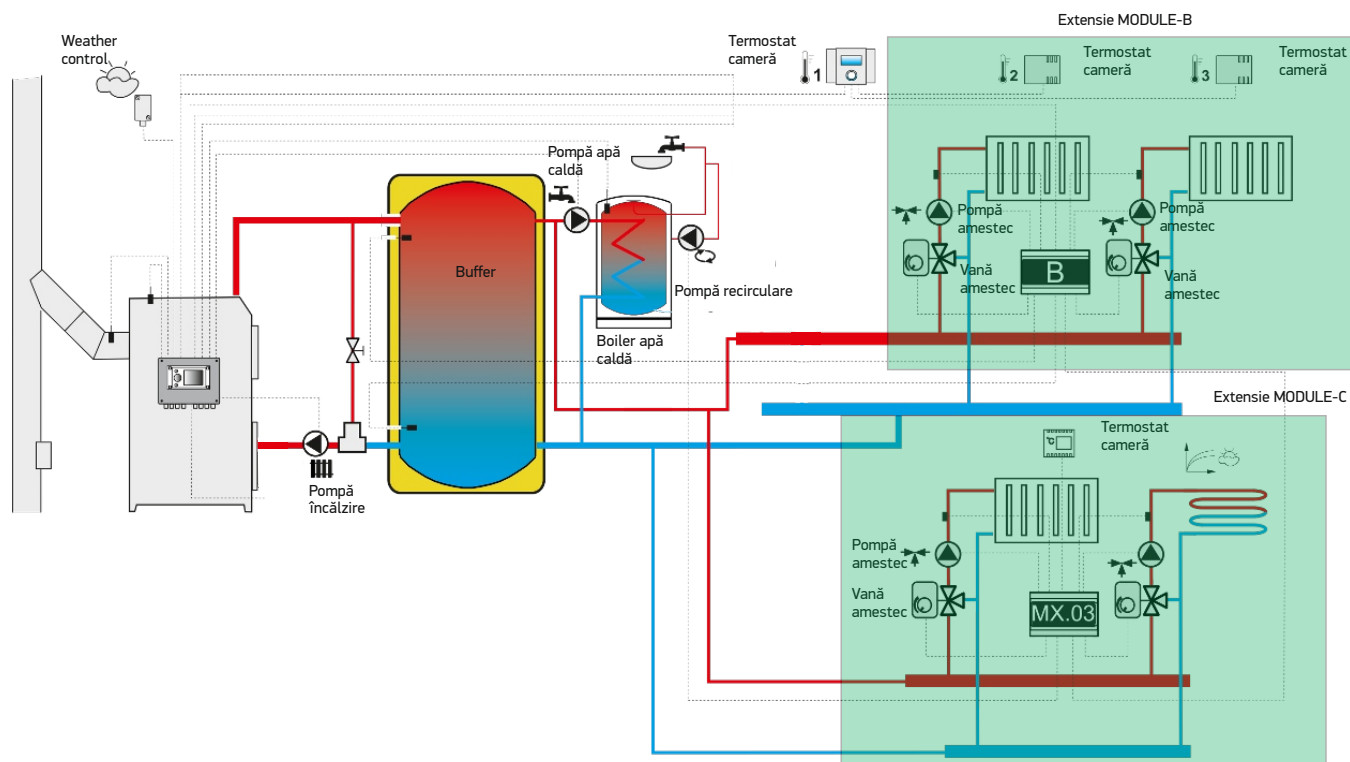 Extensie MODULE-B
Weather
control
Termostat
cameră
1
2
Termostat
cameră
3
Termostat
cameră
Pompă apă
caldă
Buffer
Pompă recirculare
Boiler apă
caldă
Pompă
amestec
Vană
amestec
B
Pompă
amestec
Vană
amestec
Pompă
încălzire
Extensie MODULE-C
°C
Termostat
cameră
Pompă
amestec
Vană
amestec
MX.03